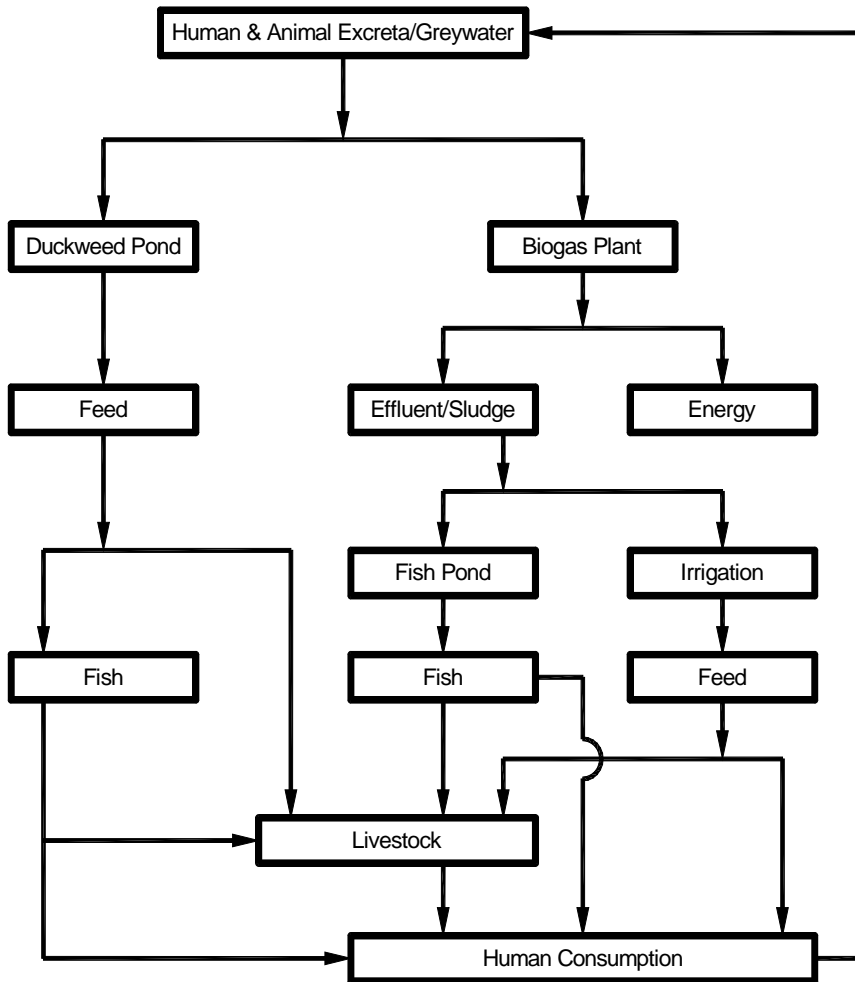 Human & Animal Excreta/Greywater
Duckweed Pond
Biogas Plant
Feed
Effluent/Sludge
Energy
Fish Pond
Irrigation
Fish
Fish
Feed
Livestock
Human Consumption